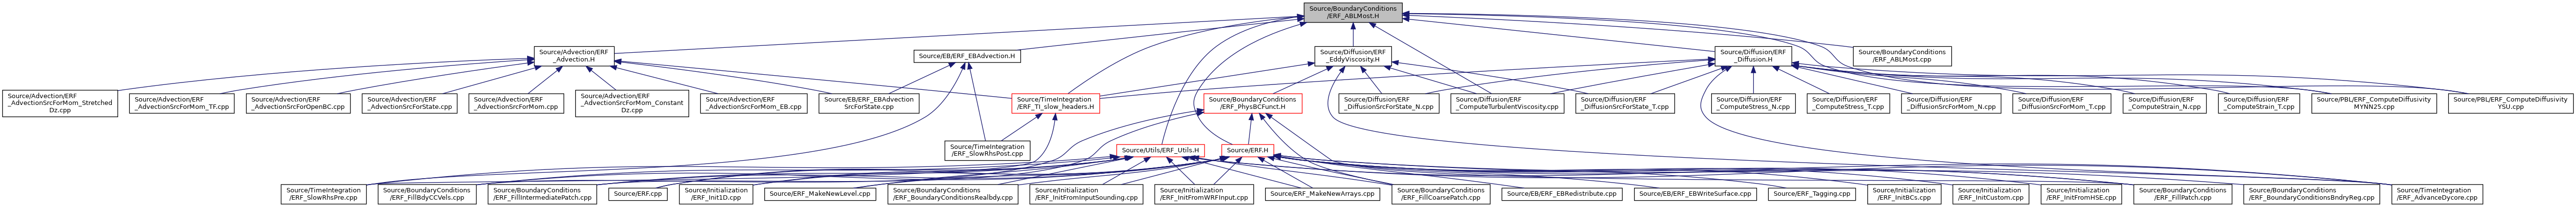 Source/BoundaryConditions
/ERF_ABLMost.H
Source/Advection/ERF
_Advection.H
Source/EB/ERF_EBAdvection.H
Source/Diffusion/ERF
_EddyViscosity.H
Source/Diffusion/ERF
_Diffusion.H
Source/BoundaryConditions
/ERF_ABLMost.cpp
Source/Advection/ERF
_AdvectionSrcForMom_Stretched
Dz.cpp
Source/Advection/ERF
_AdvectionSrcForMom_TF.cpp
Source/Advection/ERF
_AdvectionSrcForOpenBC.cpp
Source/Advection/ERF
_AdvectionSrcForState.cpp
Source/Advection/ERF
_AdvectionSrcForMom.cpp
Source/Advection/ERF
_AdvectionSrcForMom_Constant
Dz.cpp
Source/Advection/ERF
_AdvectionSrcForMom_EB.cpp
Source/EB/ERF_EBAdvection
SrcForState.cpp
Source/TimeIntegration
/ERF_TI_slow_headers.H
Source/BoundaryConditions
/ERF_PhysBCFunct.H
Source/Diffusion/ERF
_DiffusionSrcForState_N.cpp
Source/Diffusion/ERF
_ComputeTurbulentViscosity.cpp
Source/Diffusion/ERF
_DiffusionSrcForState_T.cpp
Source/Diffusion/ERF
_ComputeStress_N.cpp
Source/Diffusion/ERF
_ComputeStress_T.cpp
Source/Diffusion/ERF
_DiffusionSrcForMom_N.cpp
Source/Diffusion/ERF
_DiffusionSrcForMom_T.cpp
Source/Diffusion/ERF
_ComputeStrain_N.cpp
Source/Diffusion/ERF
_ComputeStrain_T.cpp
Source/PBL/ERF_ComputeDiffusivity
MYNN25.cpp
Source/PBL/ERF_ComputeDiffusivity
YSU.cpp
Source/TimeIntegration
/ERF_SlowRhsPost.cpp
Source/Utils/ERF_Utils.H
Source/ERF.H
Source/TimeIntegration
/ERF_SlowRhsPre.cpp
Source/BoundaryConditions
/ERF_FillBdyCCVels.cpp
Source/BoundaryConditions
/ERF_FillIntermediatePatch.cpp
Source/ERF.cpp
Source/Initialization
/ERF_Init1D.cpp
Source/ERF_MakeNewLevel.cpp
Source/BoundaryConditions
/ERF_BoundaryConditionsRealbdy.cpp
Source/Initialization
/ERF_InitFromInputSounding.cpp
Source/Initialization
/ERF_InitFromWRFInput.cpp
Source/ERF_MakeNewArrays.cpp
Source/BoundaryConditions
/ERF_FillCoarsePatch.cpp
Source/EB/ERF_EBRedistribute.cpp
Source/EB/ERF_EBWriteSurface.cpp
Source/ERF_Tagging.cpp
Source/Initialization
/ERF_InitBCs.cpp
Source/Initialization
/ERF_InitCustom.cpp
Source/Initialization
/ERF_InitFromHSE.cpp
Source/BoundaryConditions
/ERF_FillPatch.cpp
Source/BoundaryConditions
/ERF_BoundaryConditionsBndryReg.cpp
Source/TimeIntegration
/ERF_AdvanceDycore.cpp